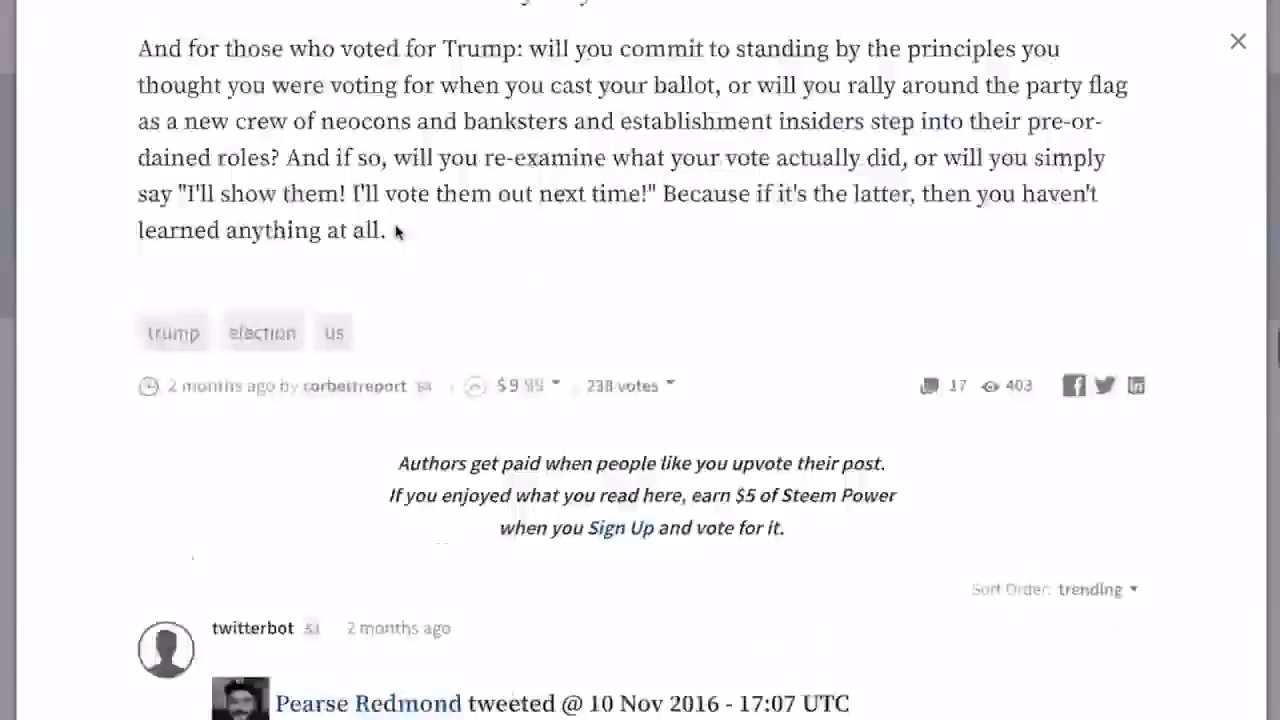 And for those who voted for Trump: will you commit to standing by the principles you
thought you were voting for when you cast your ballot, or will you rally around the party flag
as a new crew of neocons and banksters and establishment insiders step into their pre-or-
dained roles? And if so, will you re-examine what your vote actually did, or will you simply
say "I'll show them! I'll vote them out next time!" Because if it's the latter, then you haven't
learned anything at all.
trump election us
2 months ago by corbettreport 238 votes 17 403
Authors get paid when people like you upvote their post.
If you enjoyed what you read here, earn $5 of Steem Power
when you Sign Up and vote for it.
Sort Order: trending
twitterbot 2 months ago
Pearse Redmond tweeted @ 10 Nov 2016 - 17:07 UTC